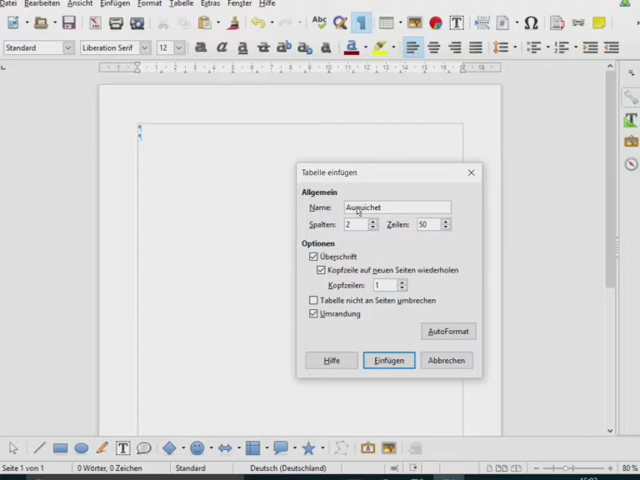 Datei Bearbeiten Ansicht Einfügen Format Tabelle Extras Fenster Hilfe
Standard Liberation Serif 12
Tabelle einfügen
Allgemein
Name:
Spalten: 2 Zeilen: 50
Optionen
Überschrift
Kopfzeile auf neuen Seiten wiederholen
Kopfzeilen: 1
Tabelle nicht an Seiten umbrechen
Umrandung
AutoFormat
Hilfe Einfügen Abbrechen
Seite 1 von 1 0 Wörter, 0 Zeichen Standard Deutsch (Deutschland) 80%